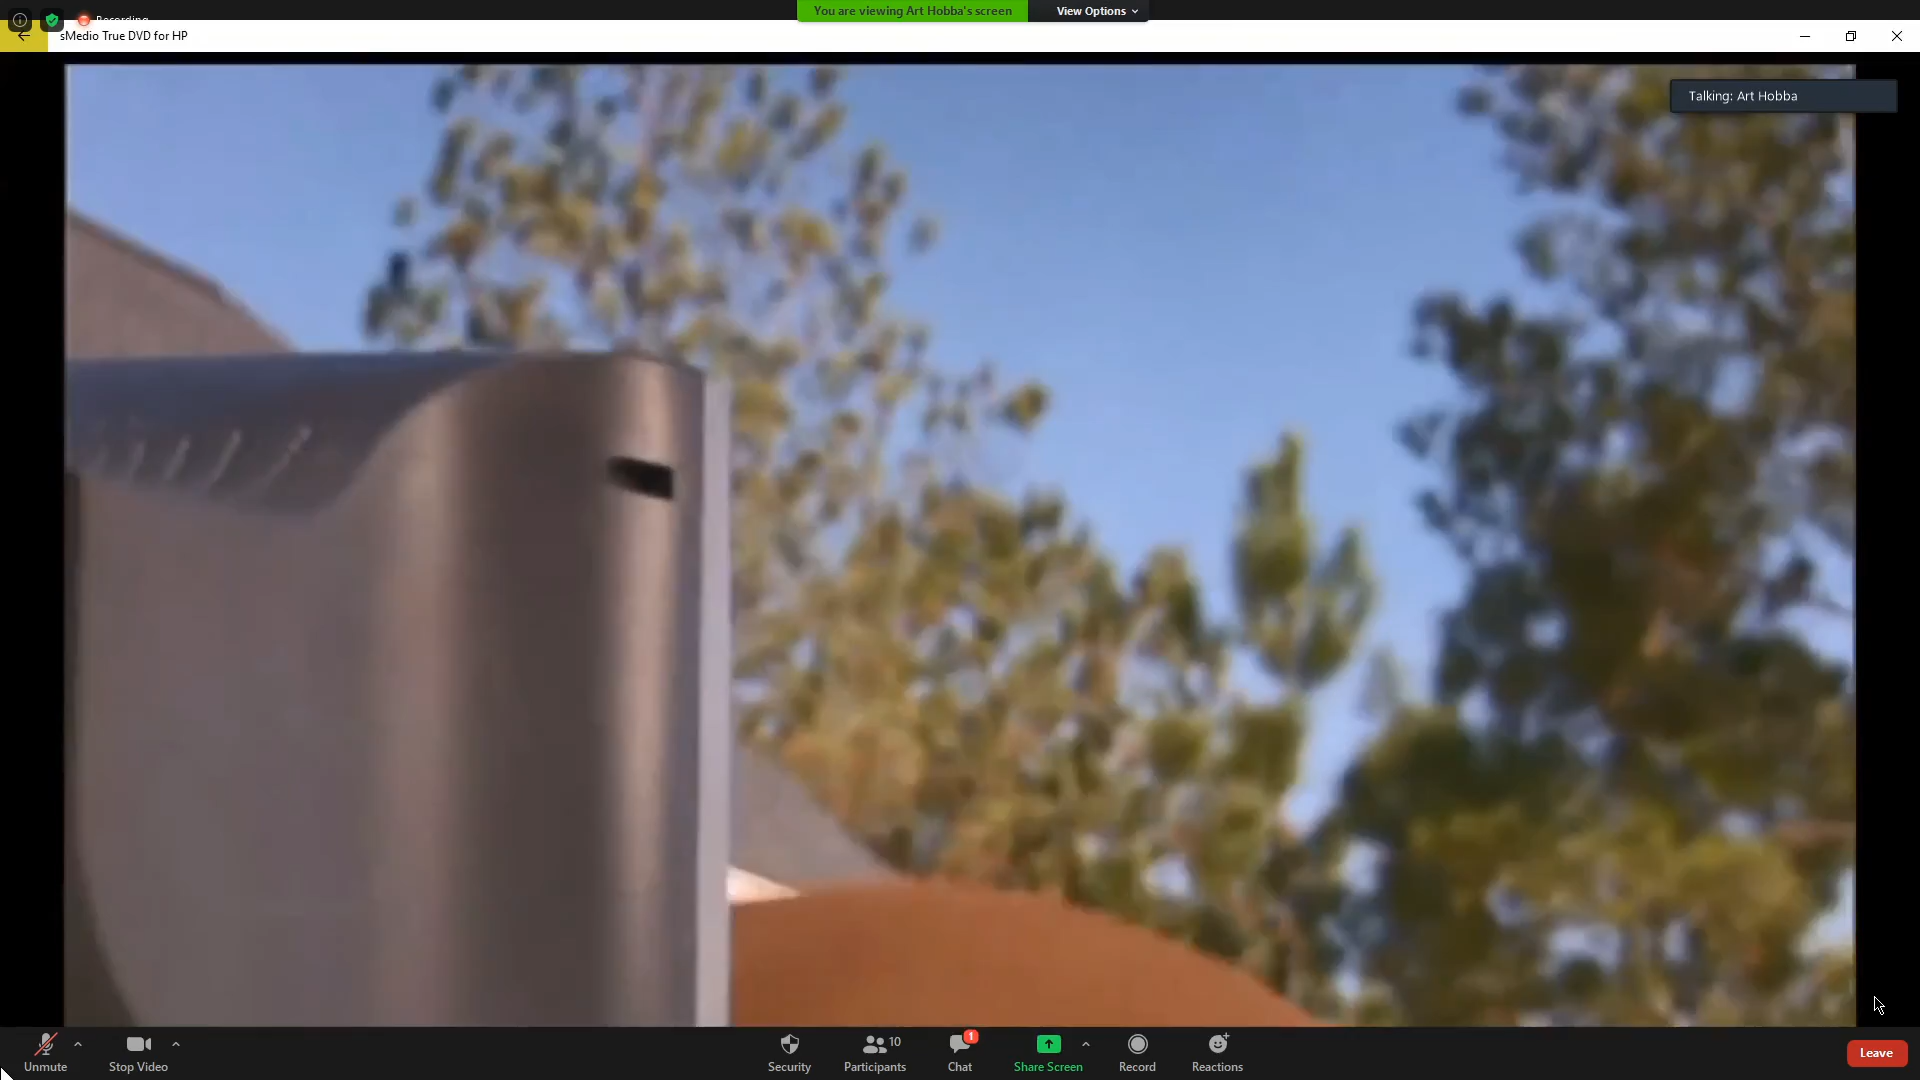 Recording
You are viewing Art Hobba's screen
View Options
sMedio True DVD for HP
Talking: Art Hobba
Unmute
Stop Video
Security
10
Participants
1
Chat
Share Screen
Record
Reactions
Leave